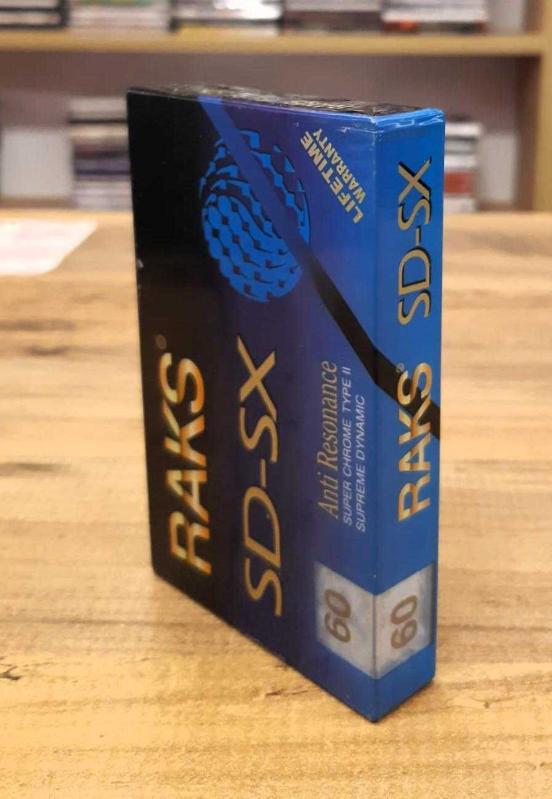 LIFETIME
WARRANTY
RAKS®
SD-SX
Anti Resonance
SUPER CHROME TYPE II
SUPREME DYNAMIC
60
RAKS® SD-SX
60